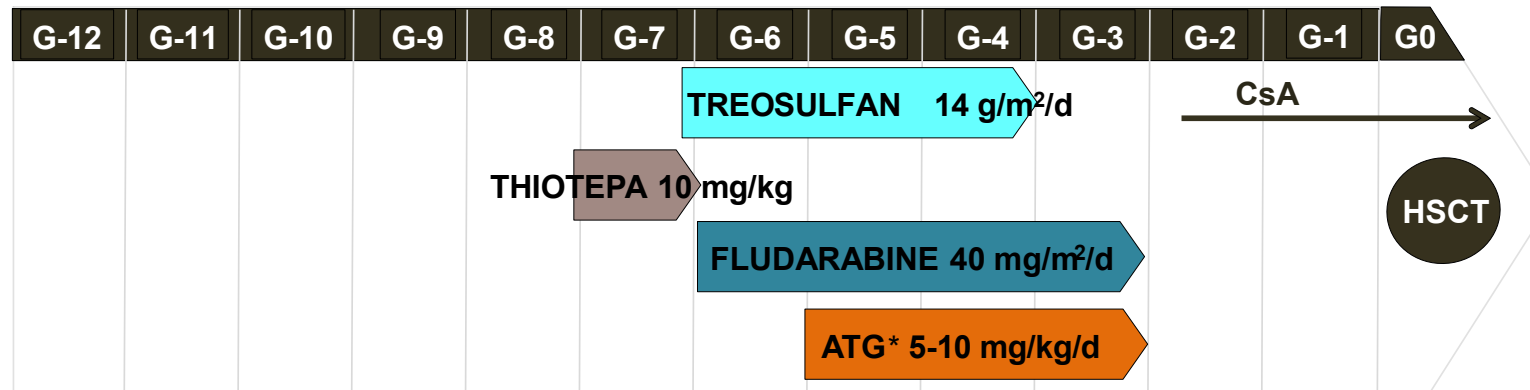 G-12 G-11 G-10 G-9 G-8 G-7 G-6 G-5 G-4 G-3 G-2 G-1 G0
TREOSULFAN 14 g/m²/d
CsA
THIOTEPA 10 mg/kg
HSCT
FLUDARABINE 40 mg/m²/d
ATG* 5-10 mg/kg/d